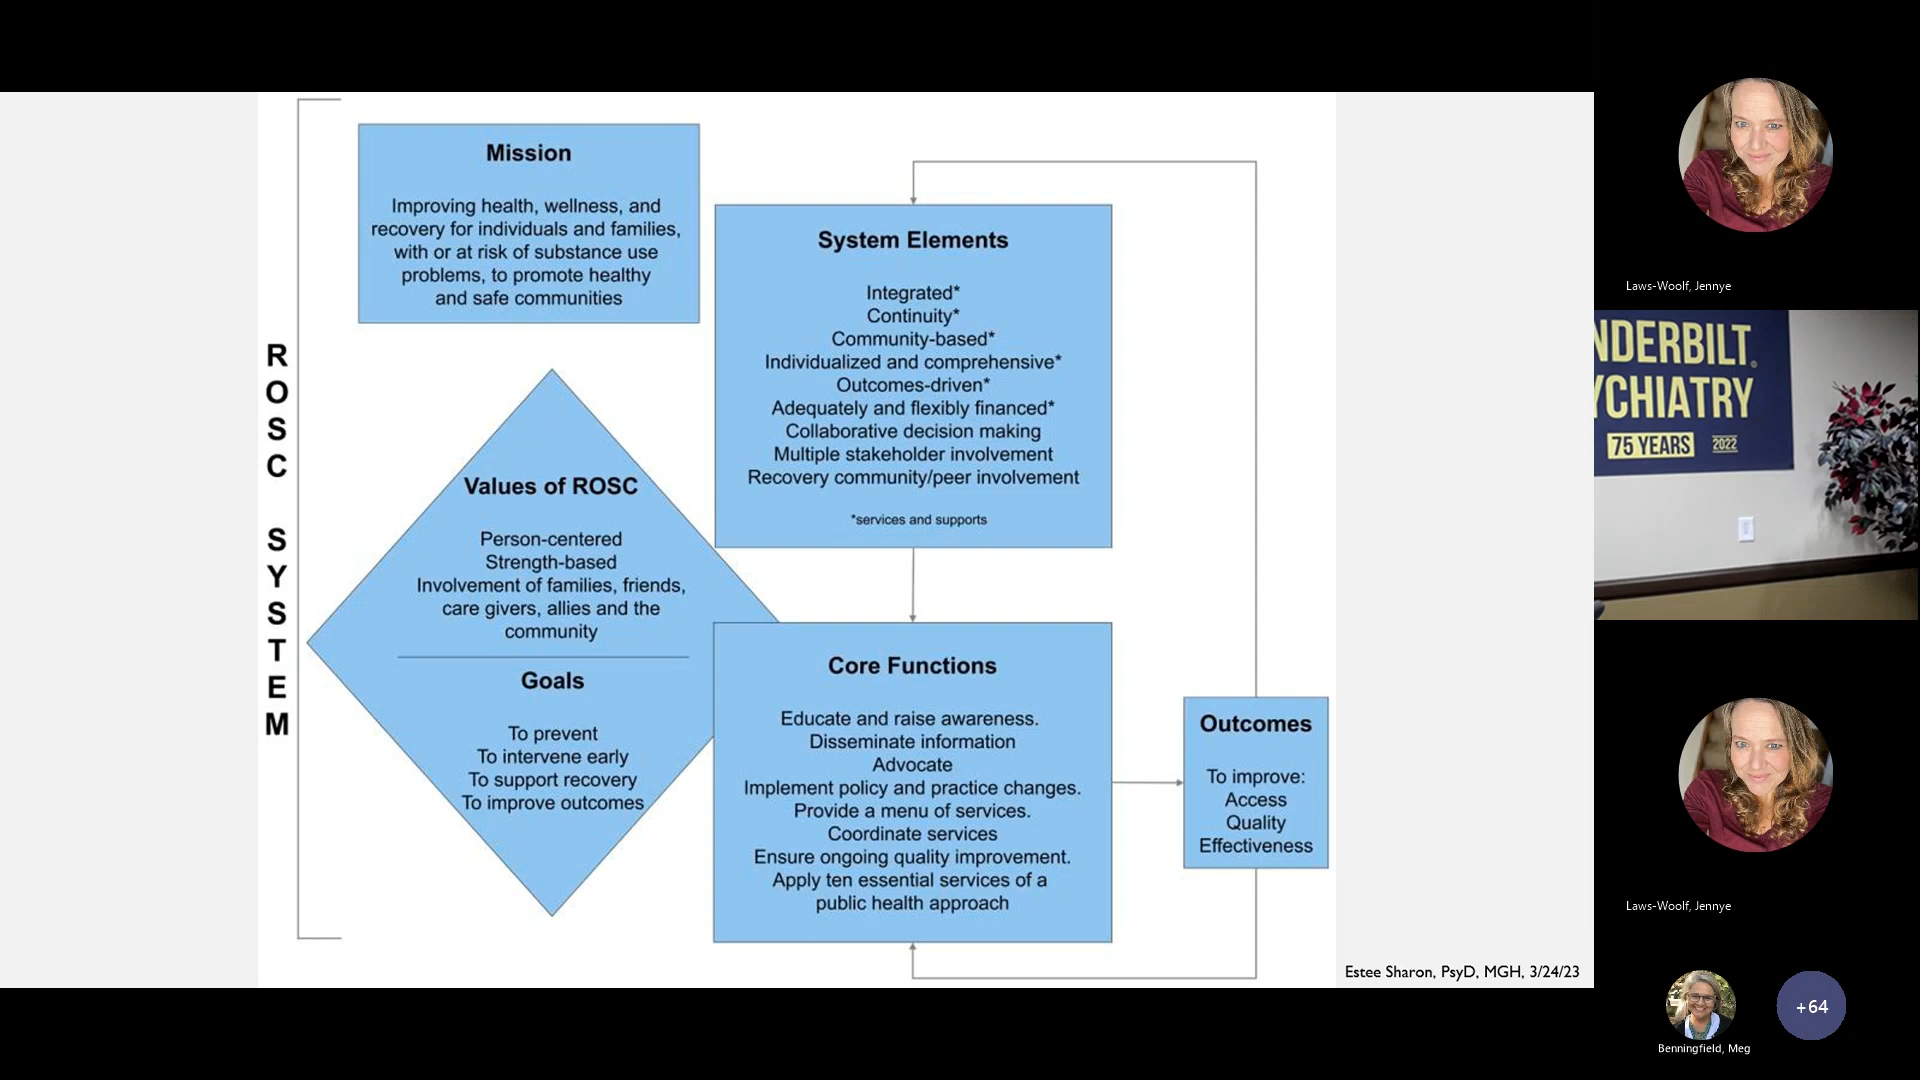 ROSC SYSTEM
Mission
Improving health, wellness, and
recovery for individuals and families,
with or at risk of substance use
problems, to promote healthy
and safe communities
Values of ROSC
Person-centered
Strength-based
Involvement of families, friends,
care givers, allies and the
community
Goals
To prevent
To intervene early
To support recovery
To improve outcomes
System Elements
Integrated*
Continuity*
Community-based*
Individualized and comprehensive*
Outcomes-driven*
Adequately and flexibly financed*
Collaborative decision making
Multiple stakeholder involvement
Recovery community/peer involvement
*services and supports
Core Functions
Educate and raise awareness.
Disseminate information
Advocate
Implement policy and practice changes.
Provide a menu of services.
Coordinate services
Ensure ongoing quality improvement.
Apply ten essential services of a
public health approach
Outcomes
To improve:
Access
Quality
Effectiveness
Estee Sharon, PsyD, MGH, 3/24/23
Laws-Woolf, Jennye
NDERBILT
YCHIATRY
75 YEARS 2022
Laws-Woolf, Jennye
Benningfield, Meg
+64